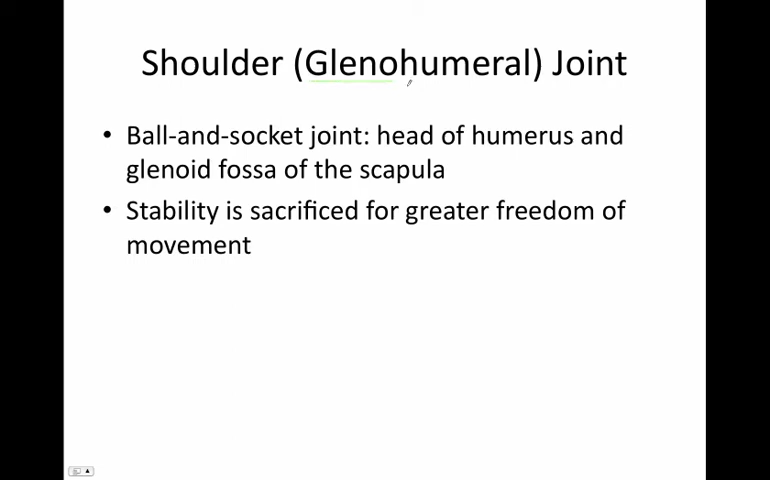 Shoulder (Glenohumeral) Joint
• Ball-and-socket joint: head of humerus and
glenoid fossa of the scapula
• Stability is sacrificed for greater freedom of
movement